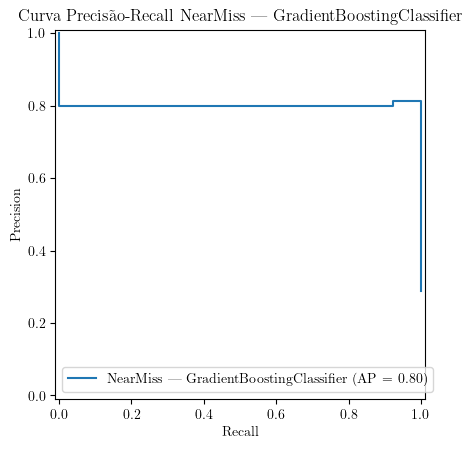 Curva Precisão-Recall NearMiss — GradientBoostingClassifier
1.0
0.8
0.6
0.4
0.2
0.0
Precision
NearMiss — GradientBoostingClassifier (AP = 0.80)
0.0 0.2 0.4 0.6 0.8 1.0
Recall